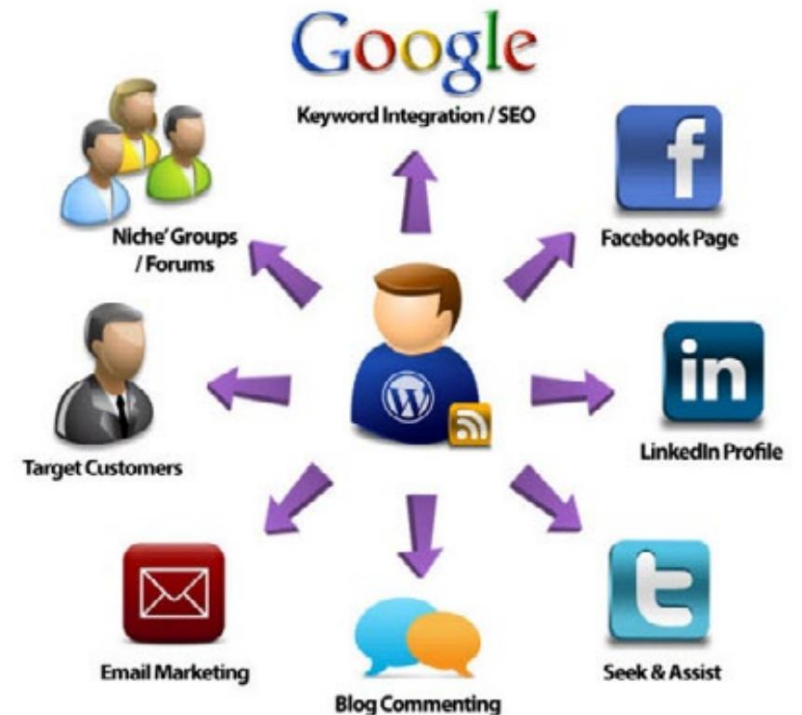 Google
Keyword Integration / SEO
f
Facebook Page
Niche' Groups
/ Forums
W
in
LinkedIn Profile
Target Customers
t
Seek & Assist
Email Marketing
Blog Commenting